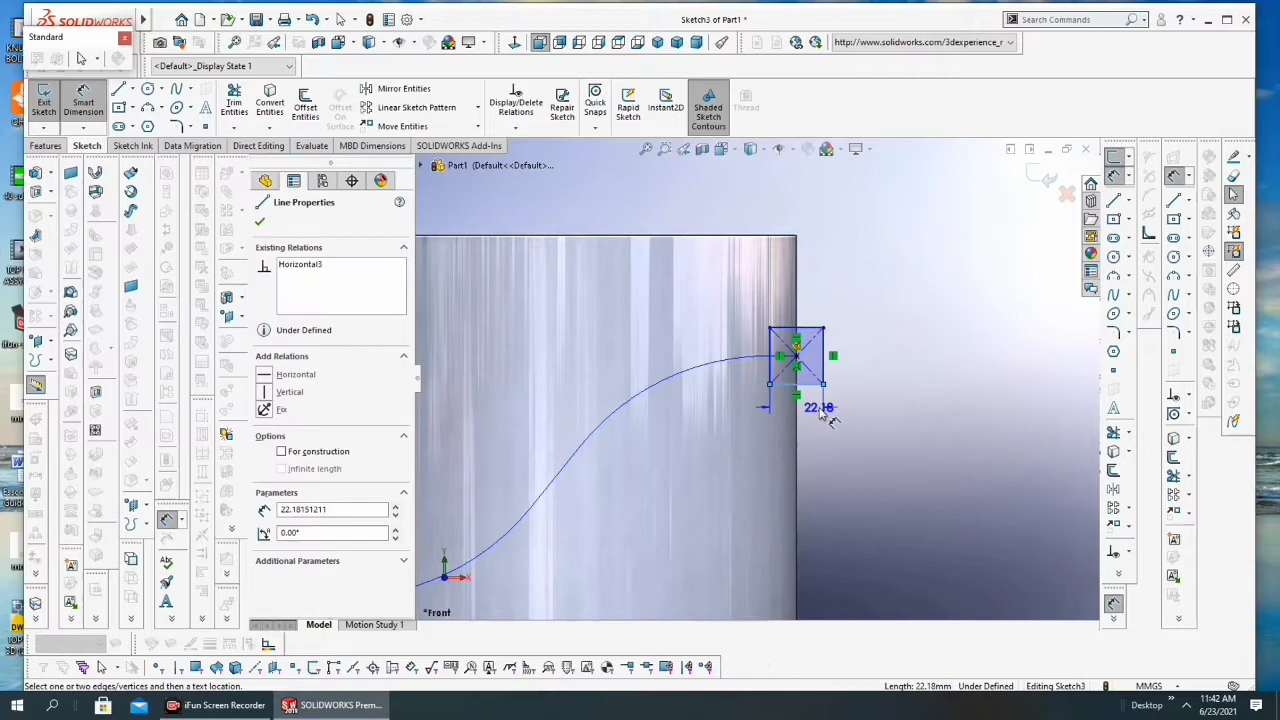 SOLIDWORKS
Sketch3 of Part1 *
Search Commands
Standard
<Default>_Display State 1
http://www.solidworks.com/3dexperience_r
Exit Sketch
Smart Dimension
Trim Entities
Convert Entities
Offset Entities
Offset On Surface
Mirror Entities
Linear Sketch Pattern
Move Entities
Display/Delete Relations
Repair Sketch
Quick Snaps
Rapid Sketch
Instant2D
Shaded Sketch Contours
Thread
Features
Sketch
Sketch Ink
Data Migration
Direct Editing
Evaluate
MBD Dimensions
SOLIDWORKS Add-Ins
Part1 (Default<<Default>...
Line Properties
Existing Relations
Horizontal3
Under Defined
Add Relations
Horizontal
Vertical
Fix
Options
For construction
Infinite length
Parameters
22.18151211
0.00°
Additional Parameters
22.18
Y
X
*Front
Model
Motion Study 1
Select one or two edges/vertices and then a text location.
Length: 22.18mm
Under Defined
Editing Sketch3
MMGS
iFun Screen Recorder
SOLIDWORKS Prem...
Desktop
11:42 AM
6/23/2021